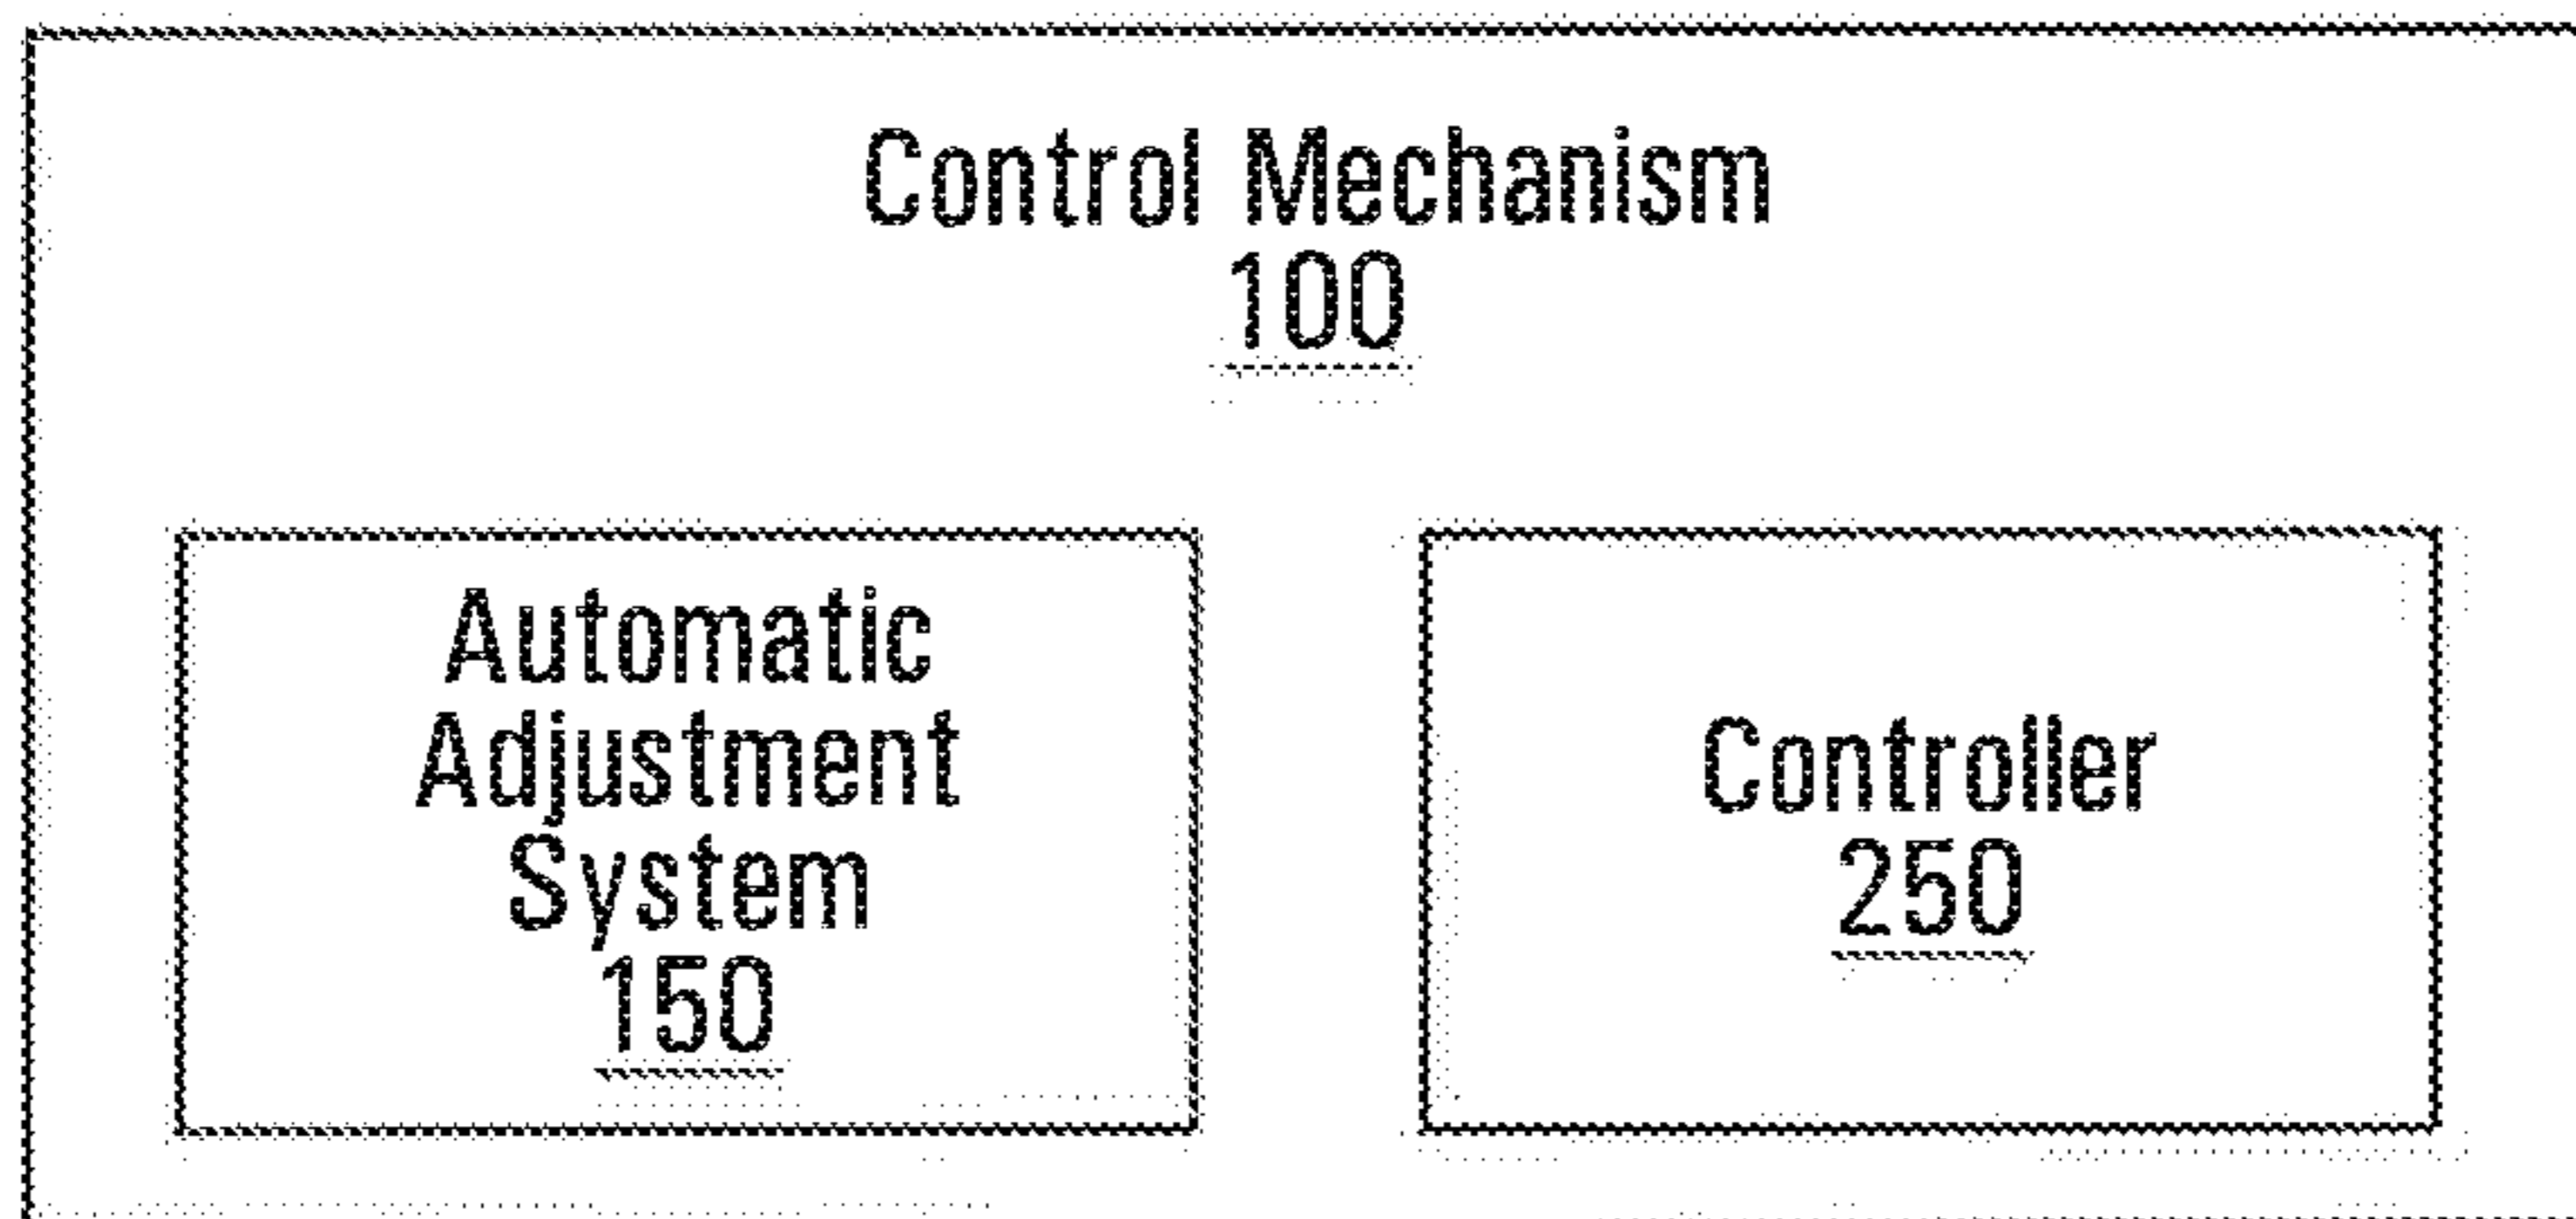 Control Mechanism
100
Automatic
Adjustment
System
150
Controller
250